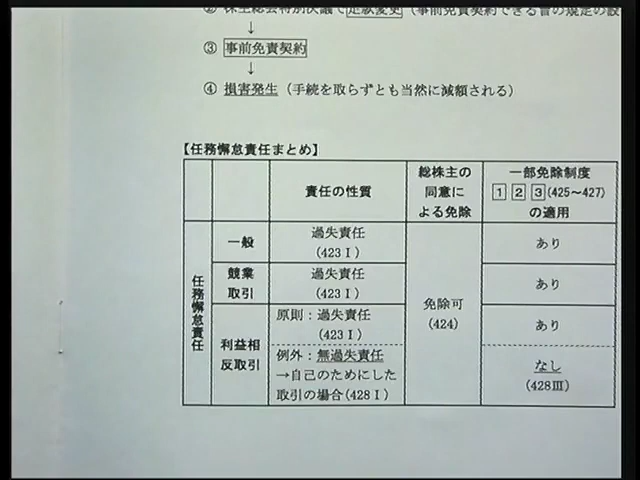 ② 株主総会特別決議で定款変更（事前免責契約できる旨の規定の設
↓
③ 事前免責契約
↓
④ 損害発生（手続を取らずとも当然に減額される）
【任務懈怠責任まとめ】
責任の性質
総株主の
同意に
よる免除
一部免除制度
1 2 3 (425～427)
の適用
任務懈怠責任
一般
過失責任
(423Ⅰ)
免除可
(424)
あり
競業
取引
過失責任
(423Ⅰ)
あり
利益相
反取引
原則：過失責任
(423Ⅰ)
あり
例外：無過失責任
→自己のためにした
取引の場合(428Ⅰ)
なし
(428Ⅲ)